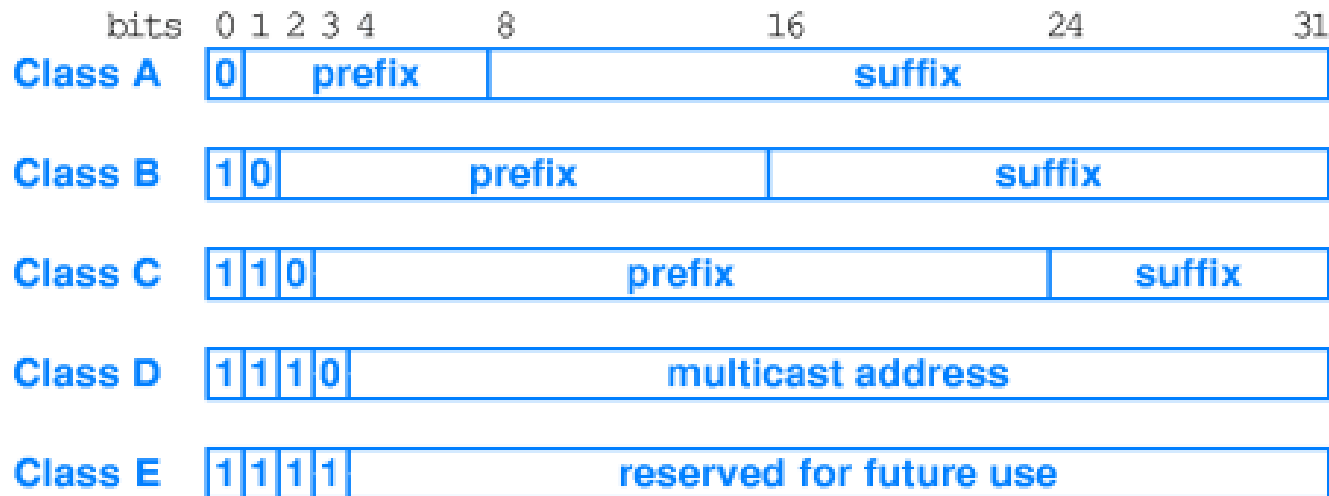 bits 0 1 2 3 4 8 16 24 31
Class A 0 prefix suffix
Class B 1 0 prefix suffix
Class C 1 1 0 prefix suffix
Class D 1 1 1 0 multicast address
Class E 1 1 1 1 reserved for future use